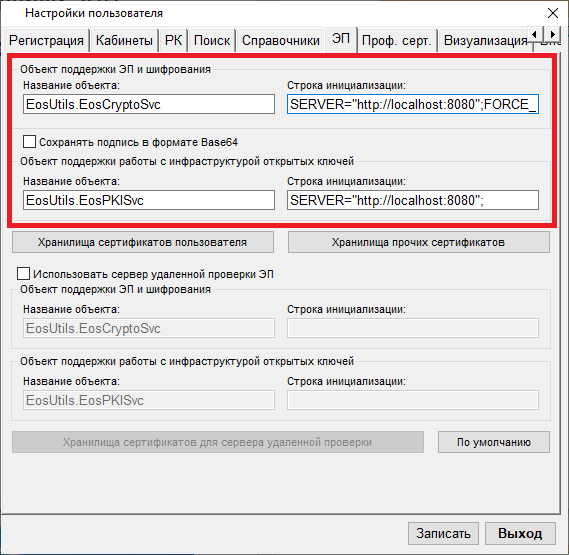 Настройки пользователя
Регистрация Кабинеты РК Поиск Справочники ЭП Проф. серт. Визуализация
Объект поддержки ЭП и шифрования
Название объекта: Строка инициализации:
EosUtils.EosCryptoSvc SERVER="http://localhost:8080";FORCE_
Сохранять подпись в формате Base64
Объект поддержки работы с инфраструктурой открытых ключей
Название объекта: Строка инициализации:
EosUtils.EosPKISvc SERVER="http://localhost:8080";
Хранилища сертификатов пользователя Хранилища прочих сертификатов
Использовать сервер удаленной проверки ЭП
Объект поддержки ЭП и шифрования
Название объекта: Строка инициализации:
EosUtils.EosCryptoSvc
Объект поддержки работы с инфраструктурой открытых ключей
Название объекта: Строка инициализации:
EosUtils.EosPKISvc
Хранилища сертификатов для сервера удаленной проверки По умолчанию
Записать Выход